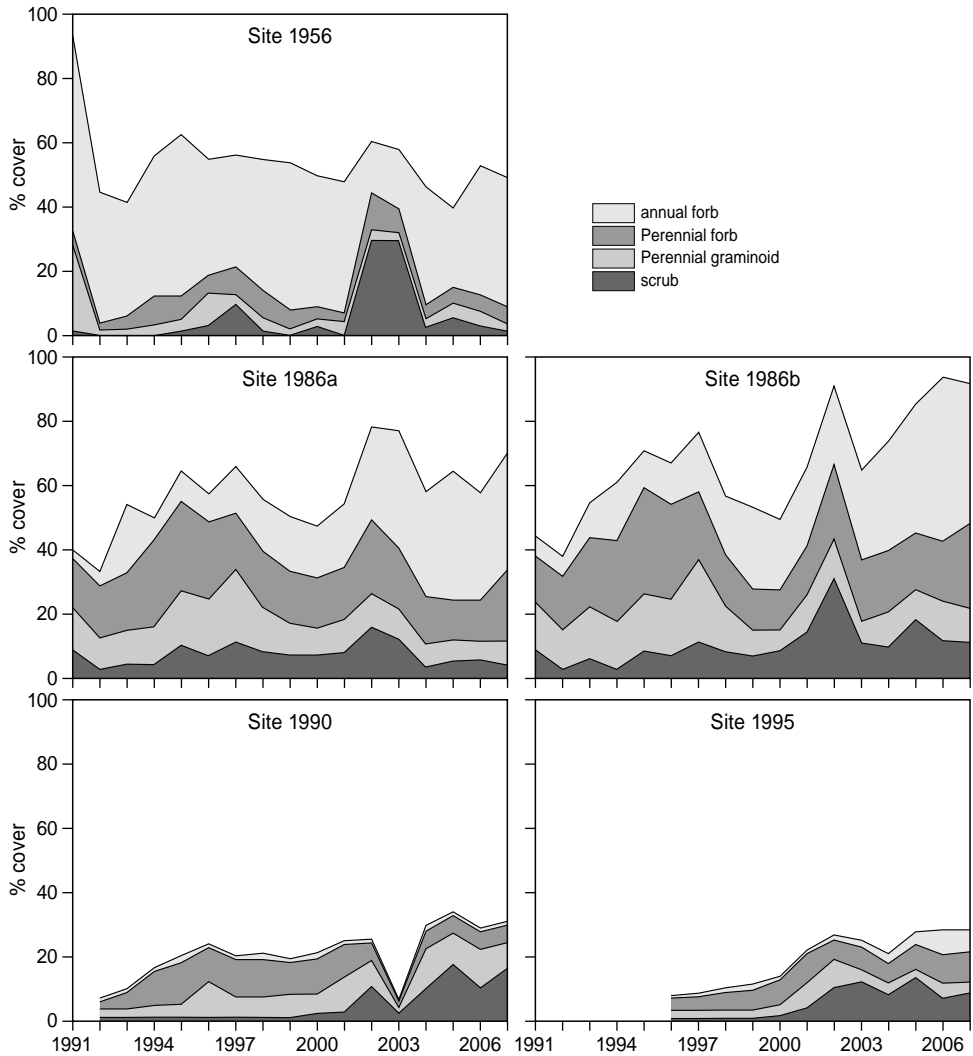 100
80
60
40
20
0
% cover
Site 1956
annual forb
Perennial forb
Perennial graminoid
scrub
100
80
60
40
20
0
% cover
Site 1986a
Site 1986b
100
80
60
40
20
0
% cover
Site 1990
Site 1995
1991 1994 1997 2000 2003 2006
1991 1994 1997 2000 2003 2006